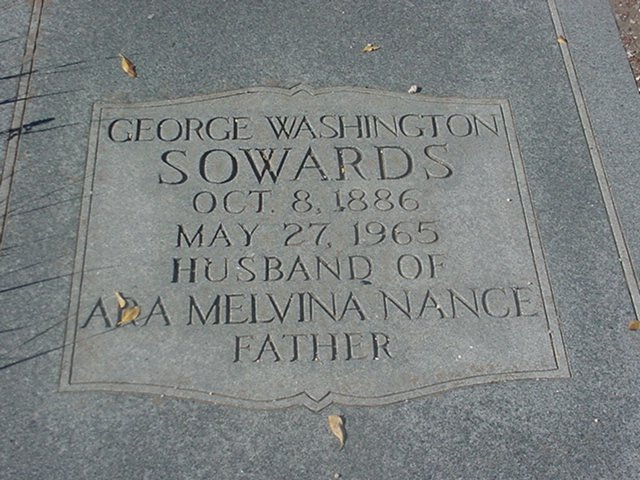 GEORGE WASHINGTON
SOWARDS
OCT. 8, 1886
MAY 27, 1965
HUSBAND OF
ARA MELVINA NANCE
FATHER